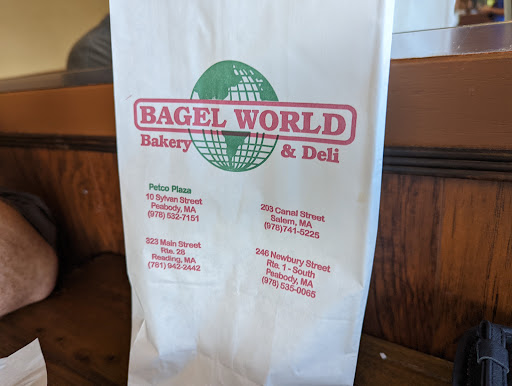 BAGEL WORLD
Bakery & Deli
Petco Plaza
10 Sylvan Street
Peabody, MA
(978) 532-7151
203 Canal Street
Salem, MA
(978)741-5225
323 Main Street
Rte. 28
Reading, MA
(781) 942-2442
246 Newbury Street
Rte. 1 - South
Peabody, MA
(978) 535-0065